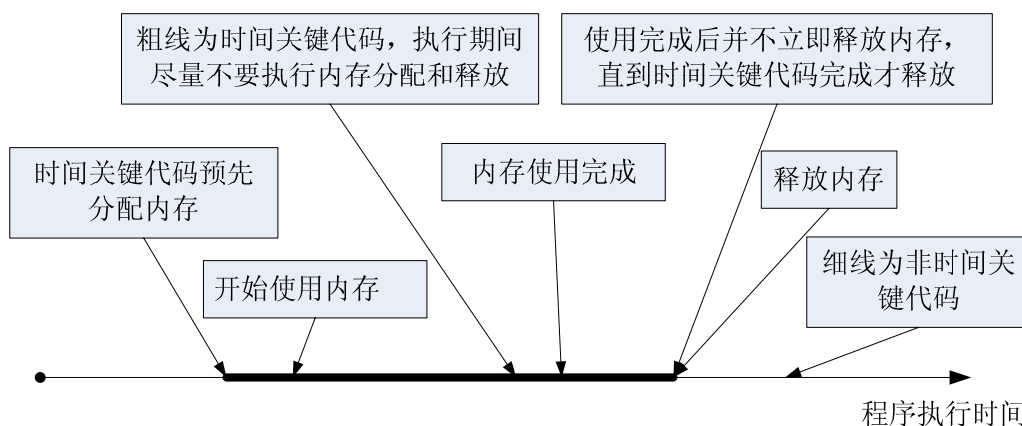 粗线为时间关键代码，执行期间
尽量不要执行内存分配和释放
使用完成后并不立即释放内存，
直到时间关键代码完成才释放
时间关键代码预先
分配内存
内存使用完成
释放内存
开始使用内存
细线为非时间关
键代码
程序执行时间